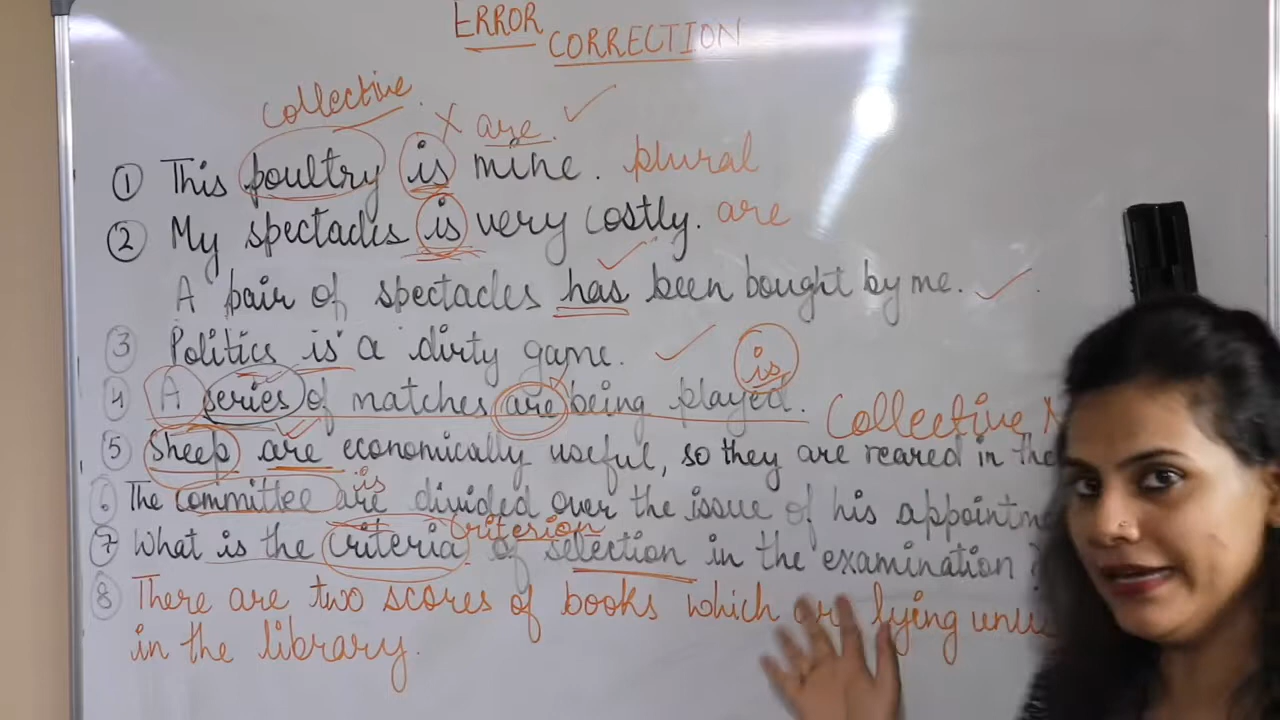 ERROR CORRECTION
collective.
× are. ✓
① This poultry is mine. plural
② My spectacles is very costly. are
A pair of spectacles has been bought by me. ✓
③ Politics is a dirty game. ✓ is
④ A series of matches are being played. Collective N
⑤ Sheep are economically useful, so they are reared in the
is
⑥ The committee are divided over the issue of his
criterion
⑦ What is the criteria of selection in the examination?
⑧ There are two scores of books which are lying
in the library.